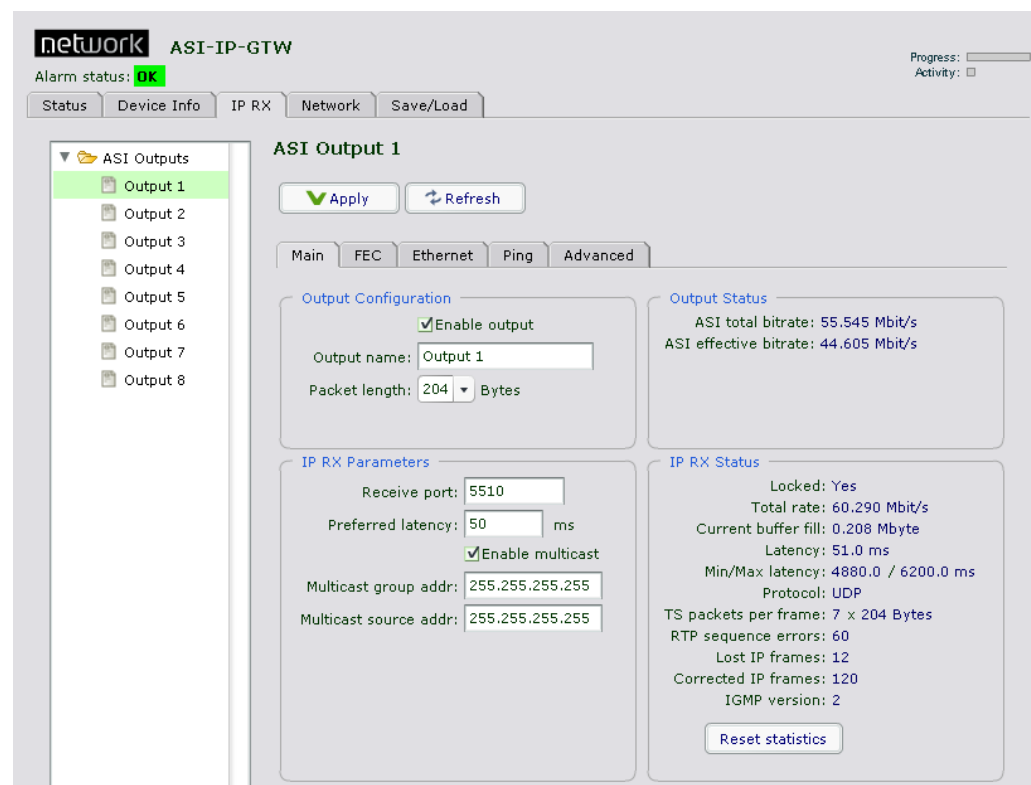 network ASI-IP-GTW
Progress:
Alarm status: OK
Activity:
Status Device Info IP RX Network Save/Load
ASI Outputs
Output 1
Output 2
Output 3
Output 4
Output 5
Output 6
Output 7
Output 8
ASI Output 1
Apply Refresh
Main FEC Ethernet Ping Advanced
Output Configuration
Enable output
Output name: Output 1
Packet length: 204 Bytes
Output Status
ASI total bitrate: 55.545 Mbit/s
ASI effective bitrate: 44.605 Mbit/s
IP RX Parameters
Receive port: 5510
Preferred latency: 50 ms
Enable multicast
Multicast group addr: 255.255.255.255
Multicast source addr: 255.255.255.255
IP RX Status
Locked: Yes
Total rate: 60.290 Mbit/s
Current buffer fill: 0.208 Mbyte
Latency: 51.0 ms
Min/Max latency: 4880.0 / 6200.0 ms
Protocol: UDP
TS packets per frame: 7 x 204 Bytes
RTP sequence errors: 60
Lost IP frames: 12
Corrected IP frames: 120
IGMP version: 2
Reset statistics